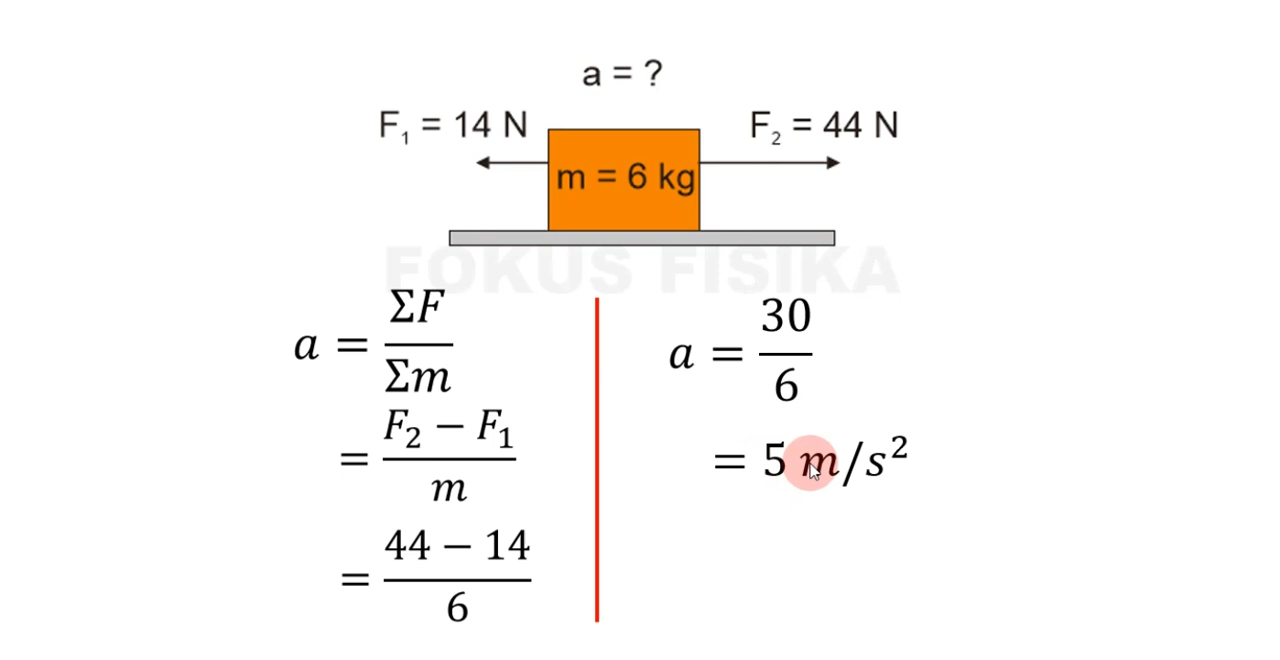 a = ?
F₁ = 14 N
F₂ = 44 N
m = 6 kg
FOKUS FISIKA
a = ΣF/Σm
= (F₂ − F₁)/m
= (44 − 14)/6
a = 30/6
= 5 m/s²